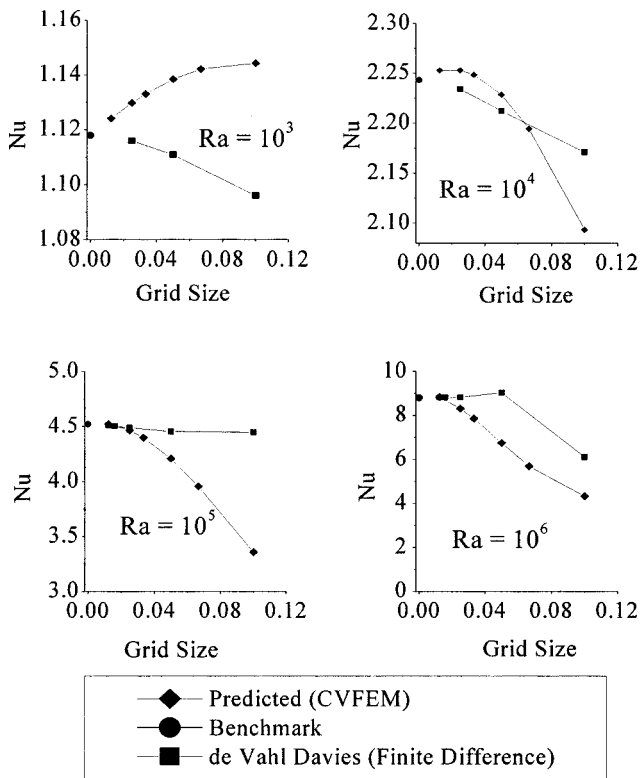 1.16
1.14
1.12
1.10
1.08
Nu
Ra = 10³
0.00 0.04 0.08 0.12
Grid Size
2.30
2.25
2.20
2.15
2.10
Nu
Ra = 10⁴
0.00 0.04 0.08 0.12
Grid Size
5.0
4.5
4.0
3.5
3.0
Nu
Ra = 10⁵
0.00 0.04 0.08 0.12
Grid Size
10
8
6
4
2
0
Nu
Ra = 10⁶
0.00 0.04 0.08 0.12
Grid Size
Predicted (CVFEM)
Benchmark
de Vahl Davies (Finite Difference)